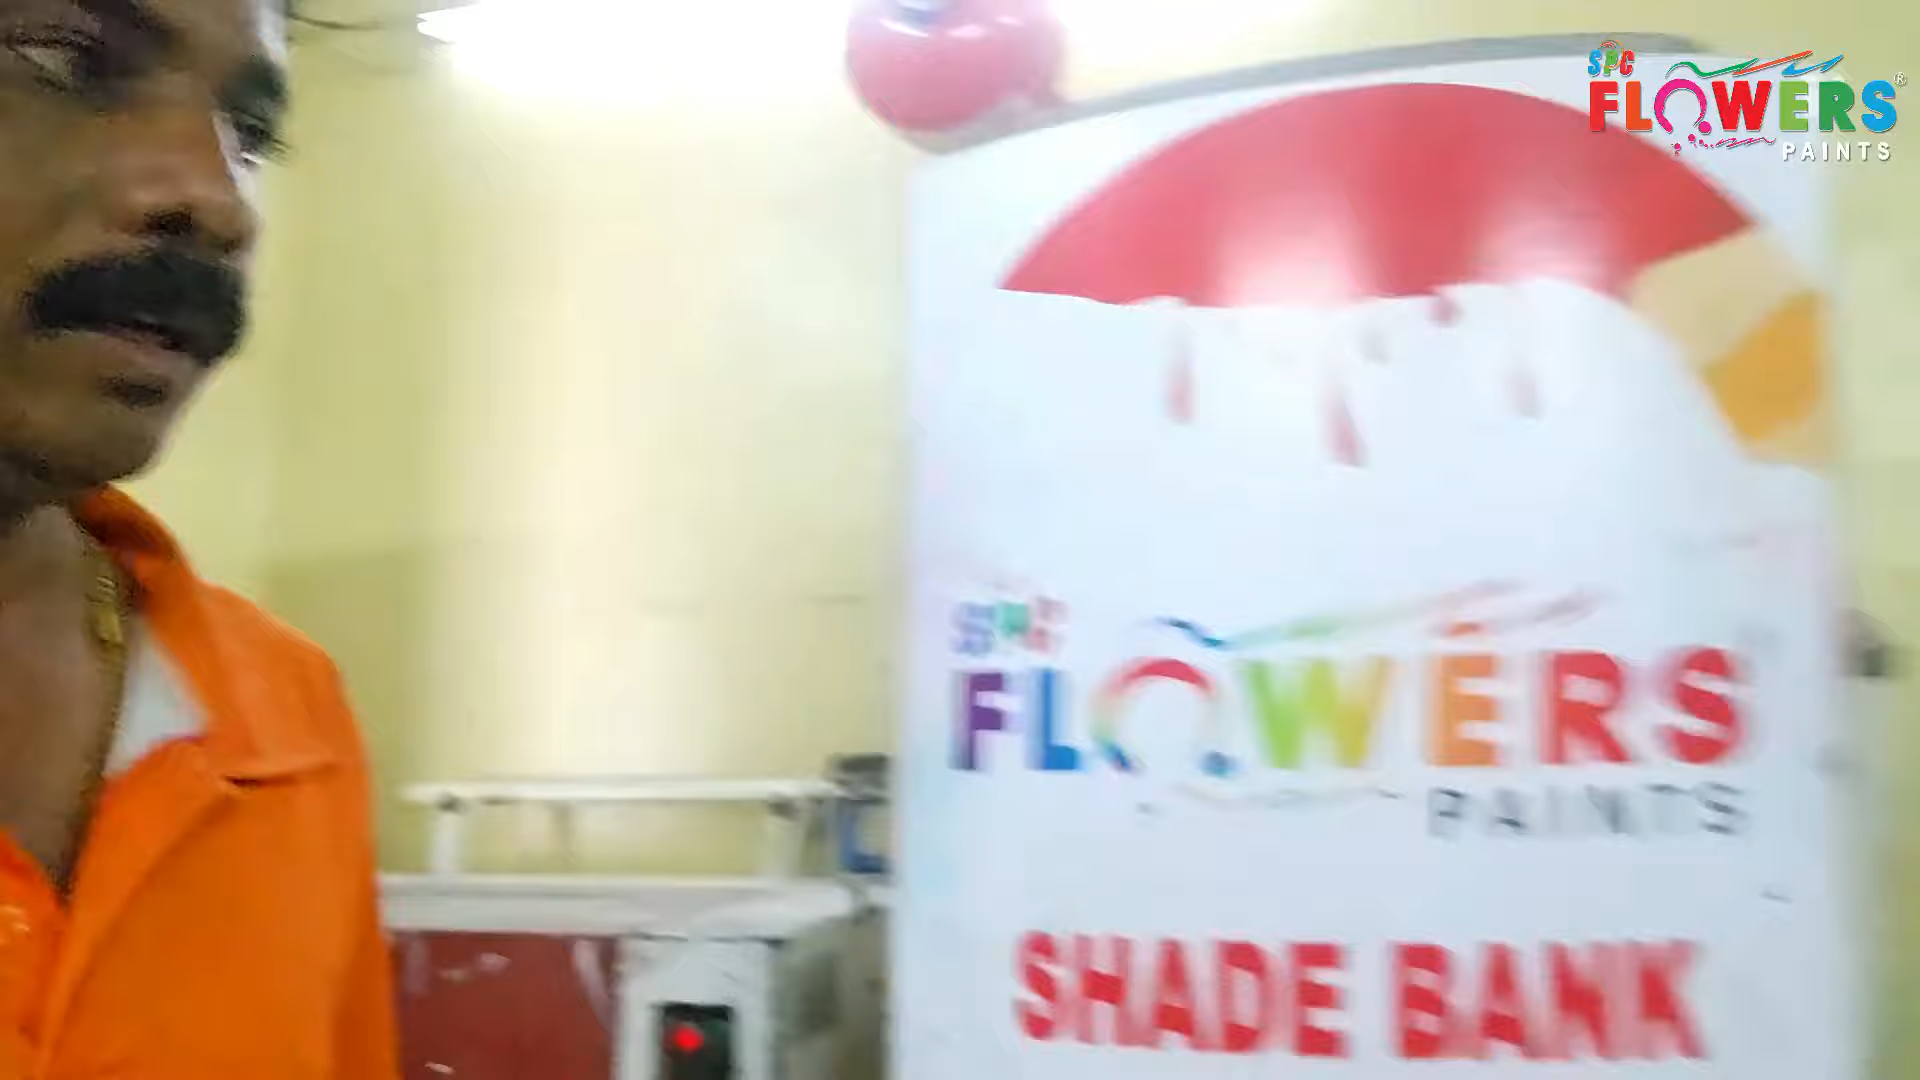 SPC
FLOWERS®
PAINTS
SPC
FLOWERS
PAINTS
SHADE BANK